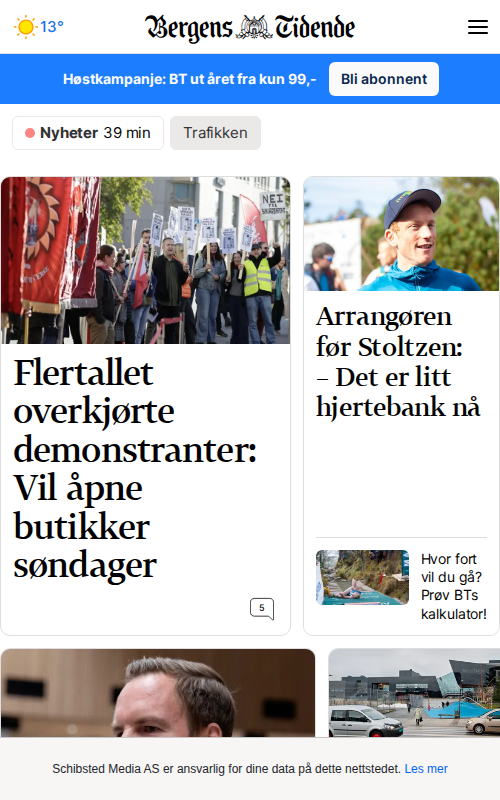 13°
Bergens Tidende
Høstkampanje: BT ut året fra kun 99,-
Bli abonnent
Nyheter 39 min
Trafikken
NEI
TIL
Flertallet
overkjørte
demonstranter:
Vil åpne
butikker
søndager
5
Arrangøren
før Stoltzen:
– Det er litt
hjertebank nå
Hvor fort
vil du gå?
Prøv BTs
kalkulator!
Schibsted Media AS er ansvarlig for dine data på dette nettstedet. Les mer